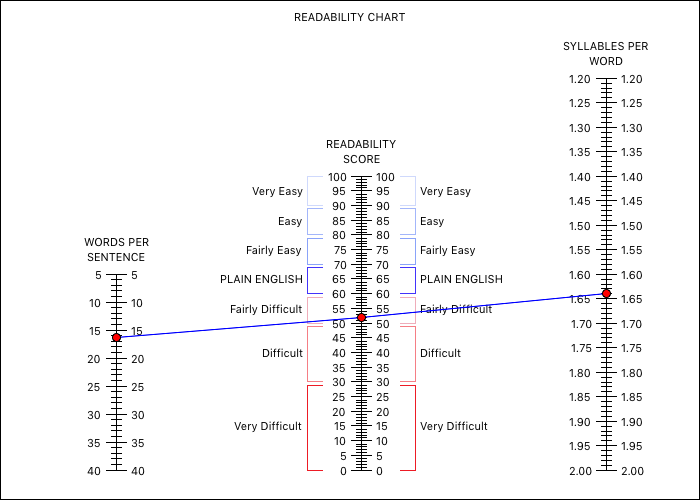 READABILITY CHART
SYLLABLES PER
WORD
1.20 1.20
1.25 1.25
1.30 1.30
1.35 1.35
1.40 1.40
1.45 1.45
1.50 1.50
1.55 1.55
1.60 1.60
1.65 1.65
1.70 1.70
1.75 1.75
1.80 1.80
1.85 1.85
1.90 1.90
1.95 1.95
2.00 2.00
READABILITY
SCORE
100 100
Very Easy 95 95 Very Easy
90 90
Easy 85 85 Easy
80 80
Fairly Easy 75 75 Fairly Easy
70 70
PLAIN ENGLISH 65 65 PLAIN ENGLISH
60 60
Fairly Difficult 55 55 Fairly Difficult
50 50
45 45
Difficult 40 40 Difficult
35 35
30 30
25 25
20 20
Very Difficult 15 15 Very Difficult
10 10
5 5
0 0
WORDS PER
SENTENCE
5 5
10 10
15 15
20 20
25 25
30 30
35 35
40 40